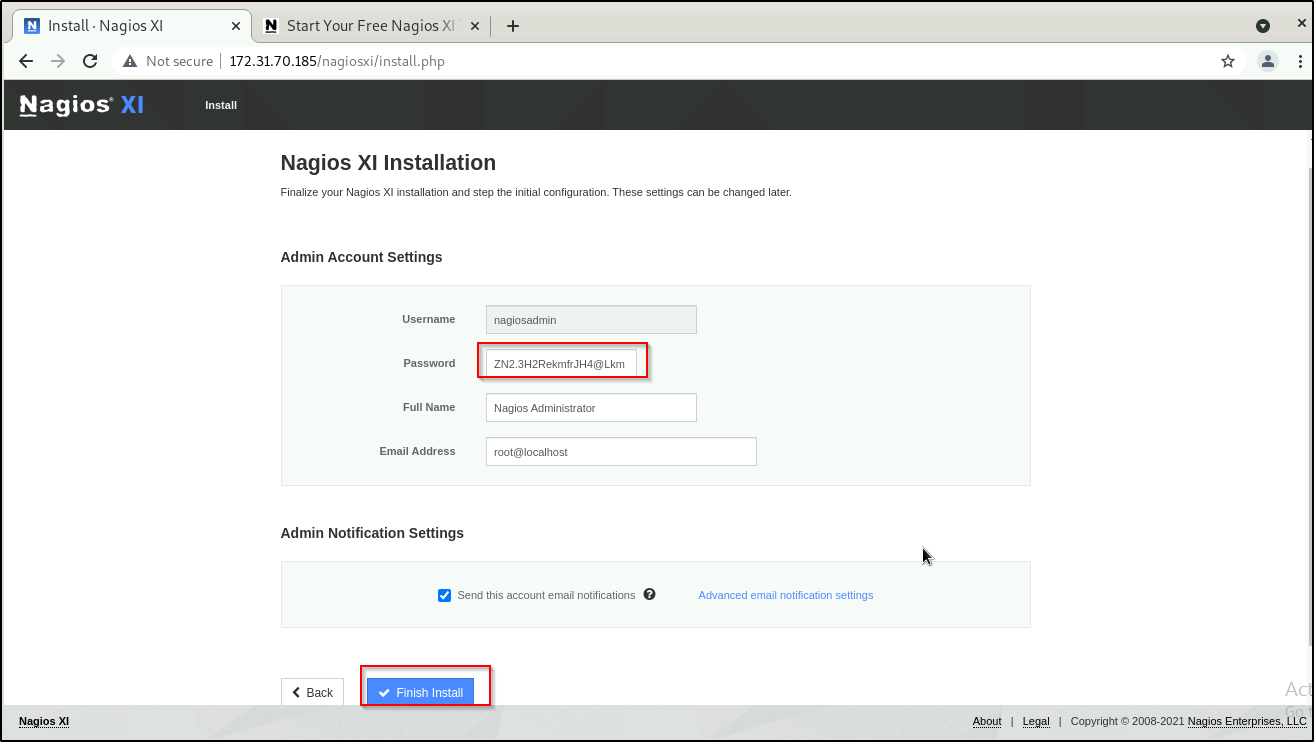 Install · Nagios XI
Start Your Free Nagios XI
Not secure | 172.31.70.185/nagiosxi/install.php
Nagios® XI Install
Nagios XI Installation
Finalize your Nagios XI installation and step the initial configuration. These settings can be changed later.
Admin Account Settings
Username nagiosadmin
Password ZN2.3H2RekmfrJH4@Lkm
Full Name Nagios Administrator
Email Address root@localhost
Admin Notification Settings
Send this account email notifications ? Advanced email notification settings
Back Finish Install
Act
Nagios XI About | Legal | Copyright © 2008-2021 Nagios Enterprises, LLC